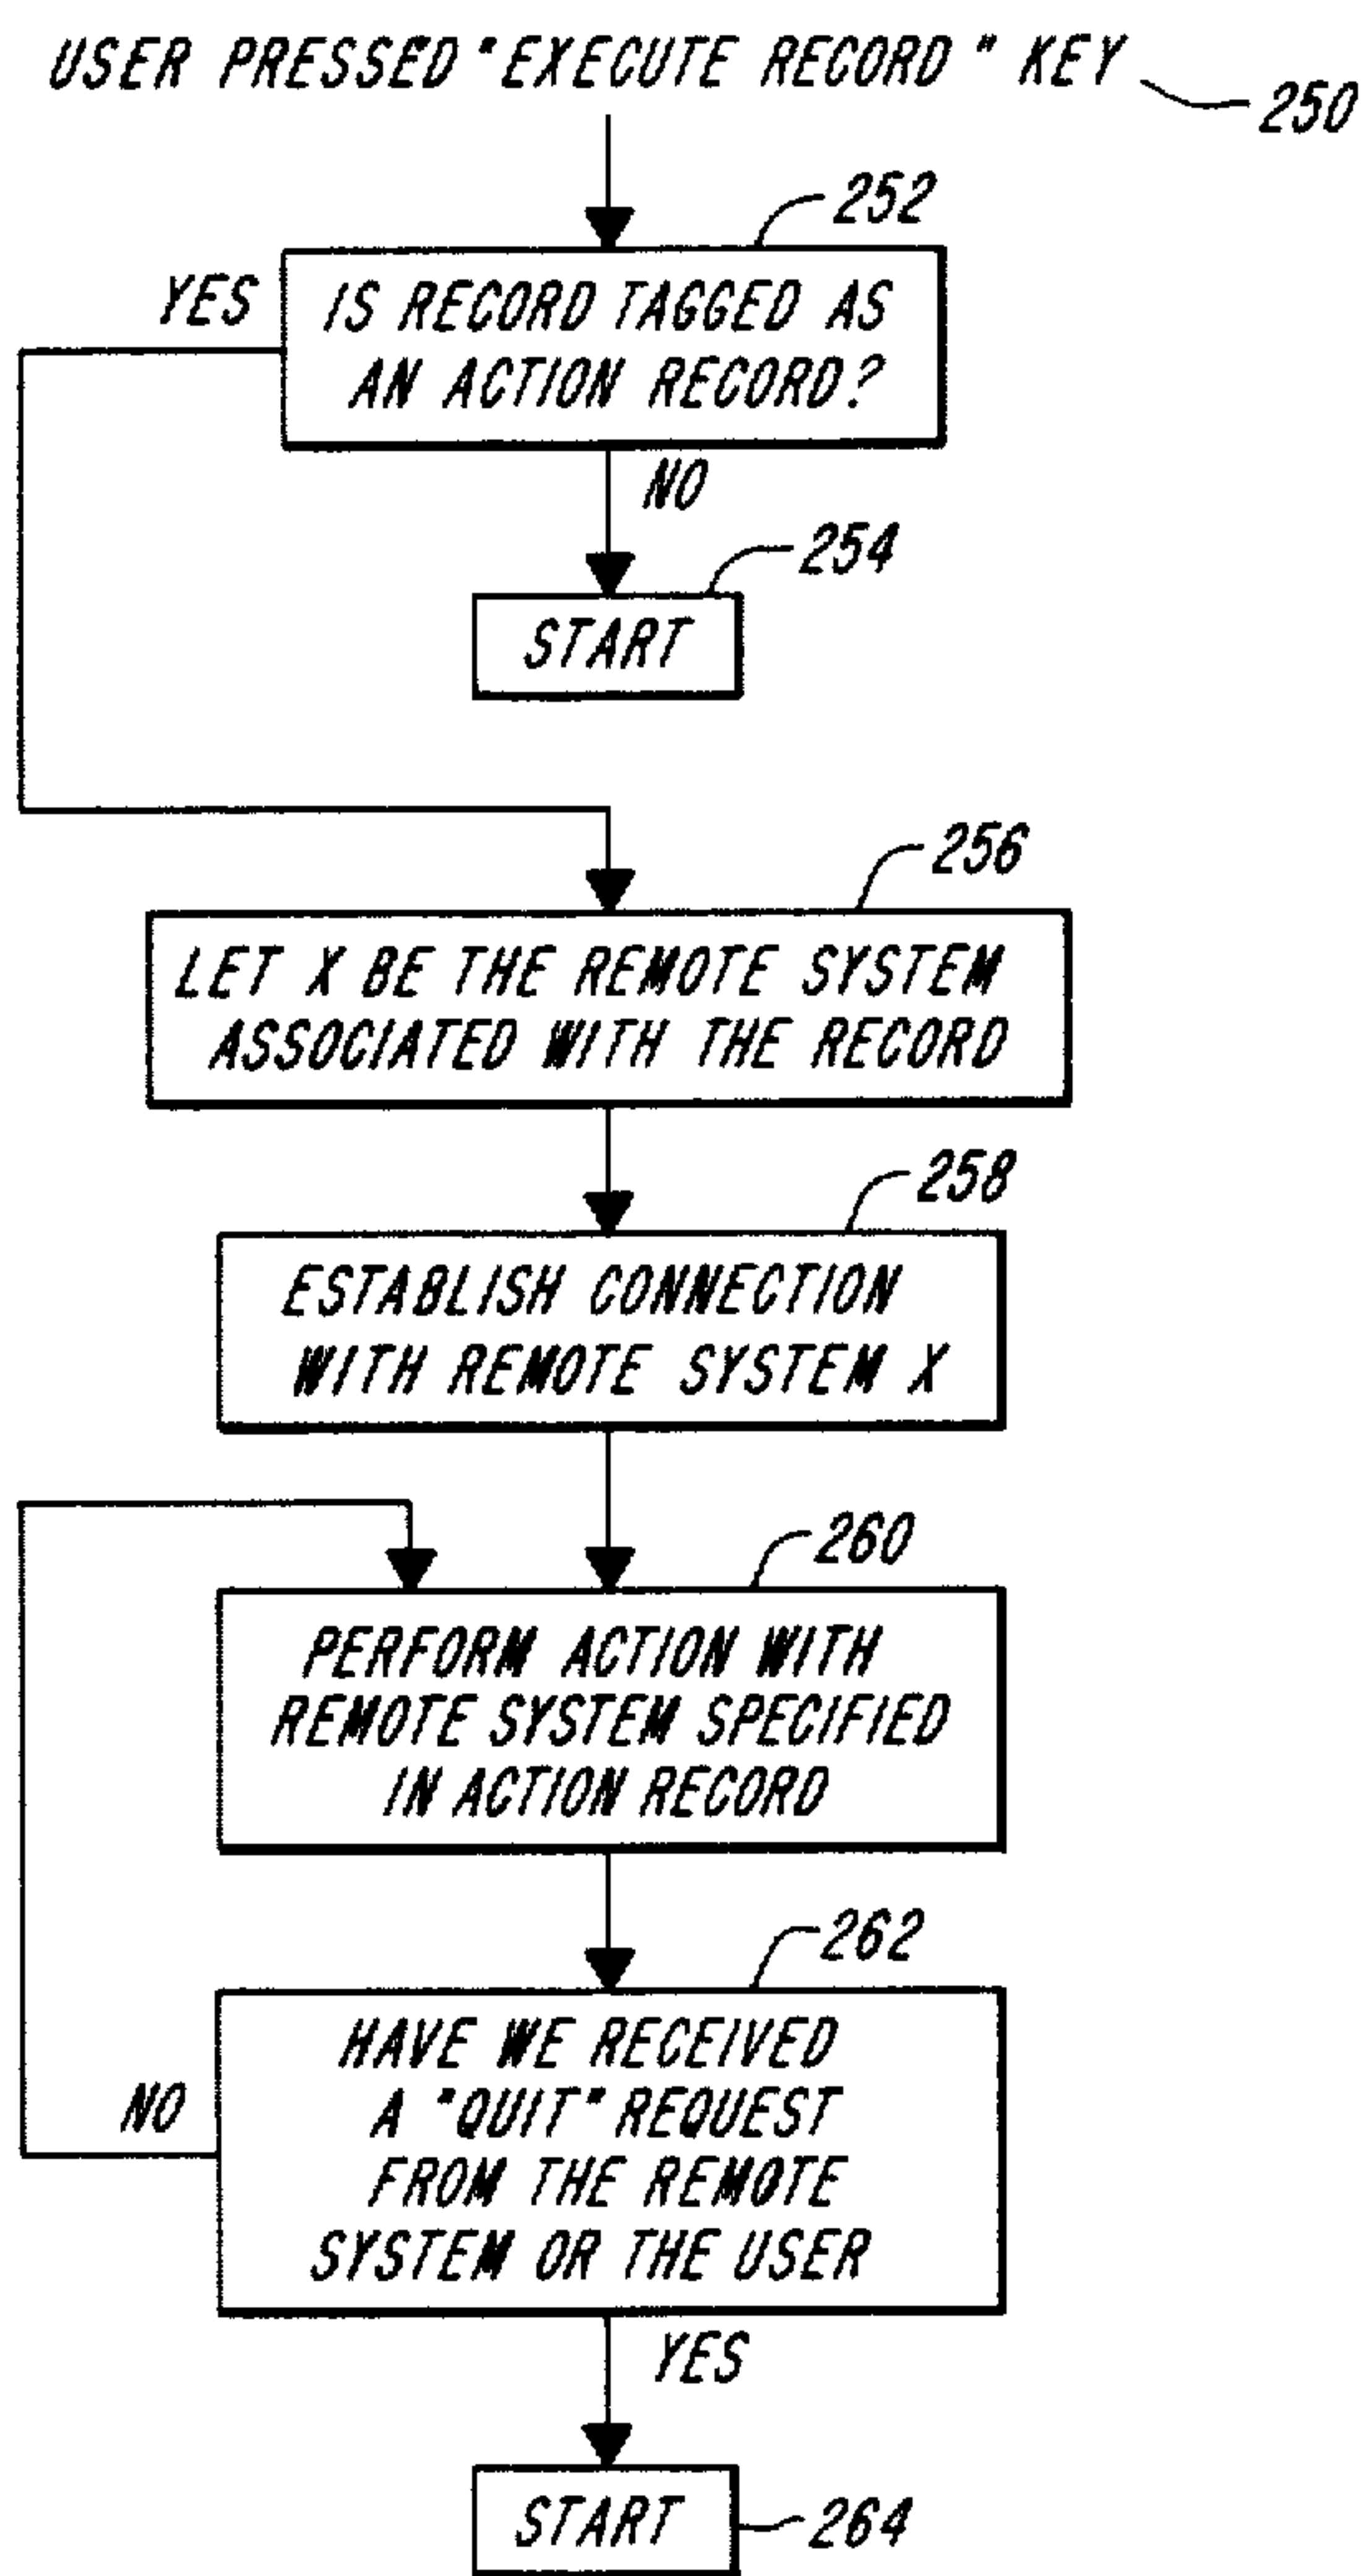 USER PRESSED "EXECUTE RECORD" KEY
250
252
YES
IS RECORD TAGGED AS
AN ACTION RECORD?
NO
254
START
256
LET X BE THE REMOTE SYSTEM
ASSOCIATED WITH THE RECORD
258
ESTABLISH CONNECTION
WITH REMOTE SYSTEM X
260
PERFORM ACTION WITH
REMOTE SYSTEM SPECIFIED
IN ACTION RECORD
262
HAVE WE RECEIVED
A "QUIT" REQUEST
FROM THE REMOTE
SYSTEM OR THE USER
NO
YES
START
264